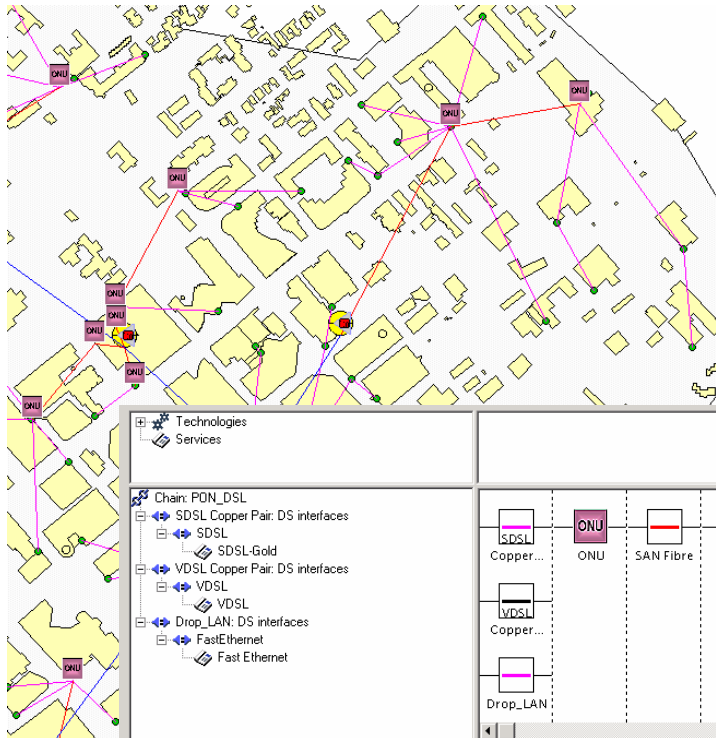 ONU
ONU
ONU
ONU
ONU
ONU
ONU
ONU
ONU
Technologies
Services
Chain: PON_DSL
SDSL Copper Pair: DS interfaces
SDSL
SDSL-Gold
VDSL Copper Pair: DS interfaces
VDSL
VDSL
Drop_LAN: DS interfaces
FastEthernet
Fast Ethernet
SDSL
Copper...
ONU
ONU
SAN Fibre
VDSL
Copper...
Drop_LAN
ONU